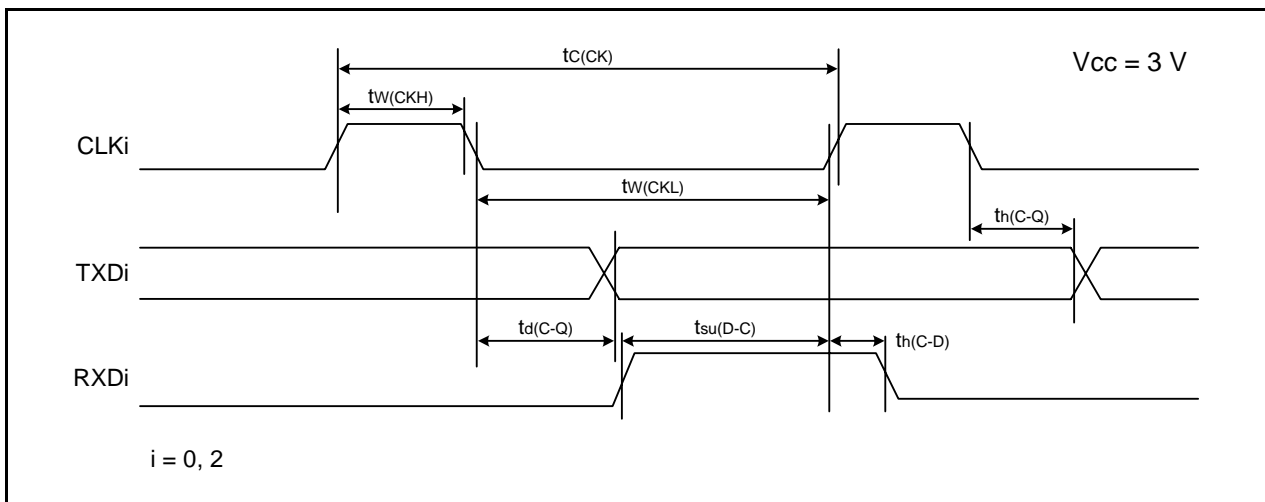 tC(CK)
Vcc = 3 V
tW(CKH)
CLKi
tW(CKL)
th(C-Q)
TXDi
td(C-Q)
tsu(D-C)
th(C-D)
RXDi
i = 0, 2